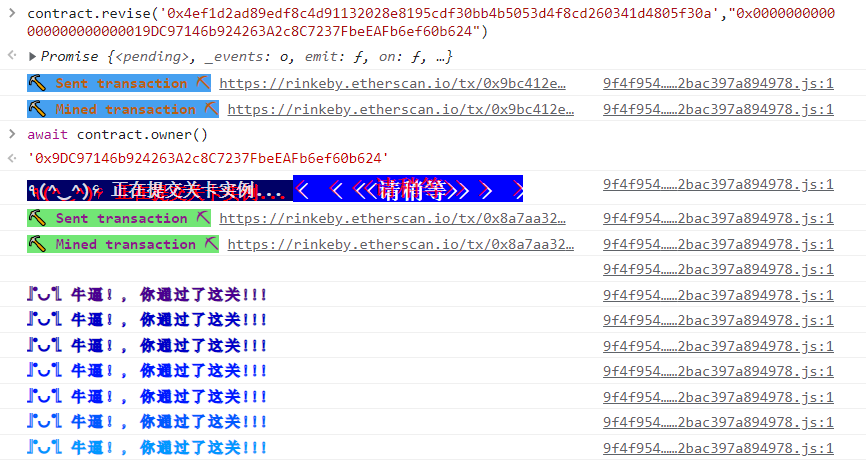 contract.revise('0x4ef1d2ad89edf8c4d91132028e8195cdf30bb4b5053d4f8cd260341d4805f30a',"0x0000000000
00000000000000019DC97146b924263A2c8C7237FbeEAFb6ef60b624")
Promise {<pending>, _events: o, emit: ƒ, on: ƒ, …}
⛏ Sent transaction ⛏ https://rinkeby.etherscan.io/tx/0x9bc412e… 9f4f954……2bac397a894978.js:1
⛏ Mined transaction ⛏ https://rinkeby.etherscan.io/tx/0x9bc412e… 9f4f954……2bac397a894978.js:1
await contract.owner()
'0x9DC97146b924263A2c8C7237FbeEAFb6ef60b624'
٩(^‿^)۶ 正在提交关卡实例... < < <<请稍等>> > > 9f4f954……2bac397a894978.js:1
⛏ Sent transaction ⛏ https://rinkeby.etherscan.io/tx/0x8a7aa32… 9f4f954……2bac397a894978.js:1
⛏ Mined transaction ⛏ https://rinkeby.etherscan.io/tx/0x8a7aa32… 9f4f954……2bac397a894978.js:1
9f4f954……2bac397a894978.js:1
牛逼!, 你通过了这关!!! 9f4f954……2bac397a894978.js:1
牛逼!, 你通过了这关!!! 9f4f954……2bac397a894978.js:1
牛逼!, 你通过了这关!!! 9f4f954……2bac397a894978.js:1
牛逼!, 你通过了这关!!! 9f4f954……2bac397a894978.js:1
牛逼!, 你通过了这关!!! 9f4f954……2bac397a894978.js:1
牛逼!, 你通过了这关!!! 9f4f954……2bac397a894978.js:1
牛逼!, 你通过了这关!!! 9f4f954……2bac397a894978.js:1